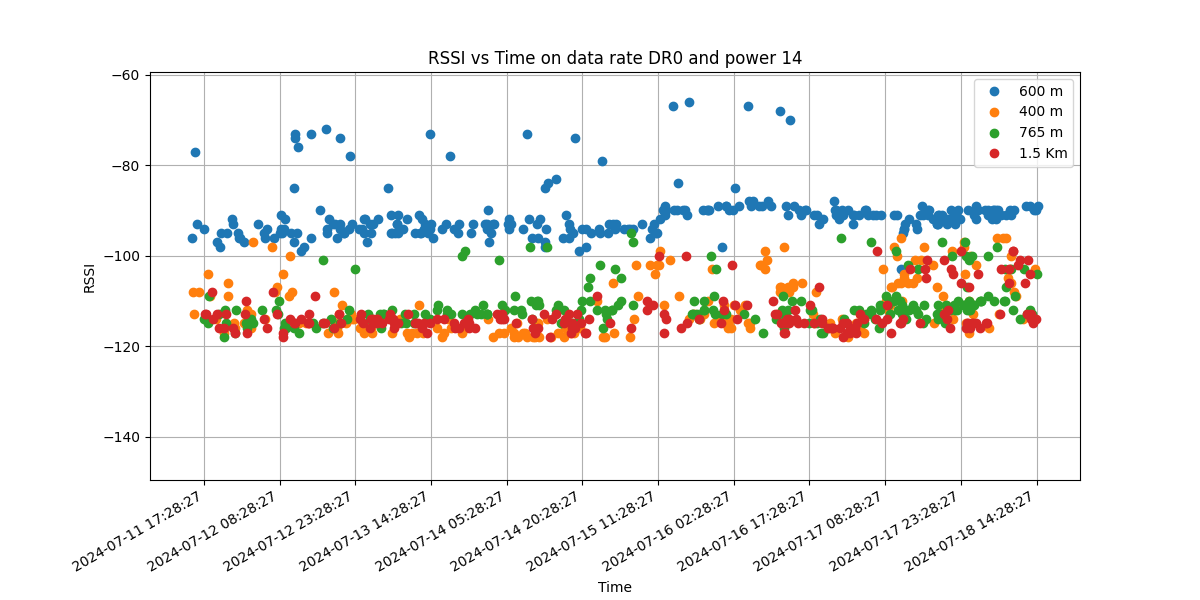 RSSI vs Time on data rate DR0 and power 14
−60
−80
−100
−120
−140
RSSI
600 m
400 m
765 m
1.5 Km
2024-07-11 17:28:27
2024-07-12 08:28:27
2024-07-12 23:28:27
2024-07-13 14:28:27
2024-07-14 05:28:27
2024-07-14 20:28:27
2024-07-15 11:28:27
2024-07-16 02:28:27
2024-07-16 17:28:27
2024-07-17 08:28:27
2024-07-17 23:28:27
2024-07-18 14:28:27
Time